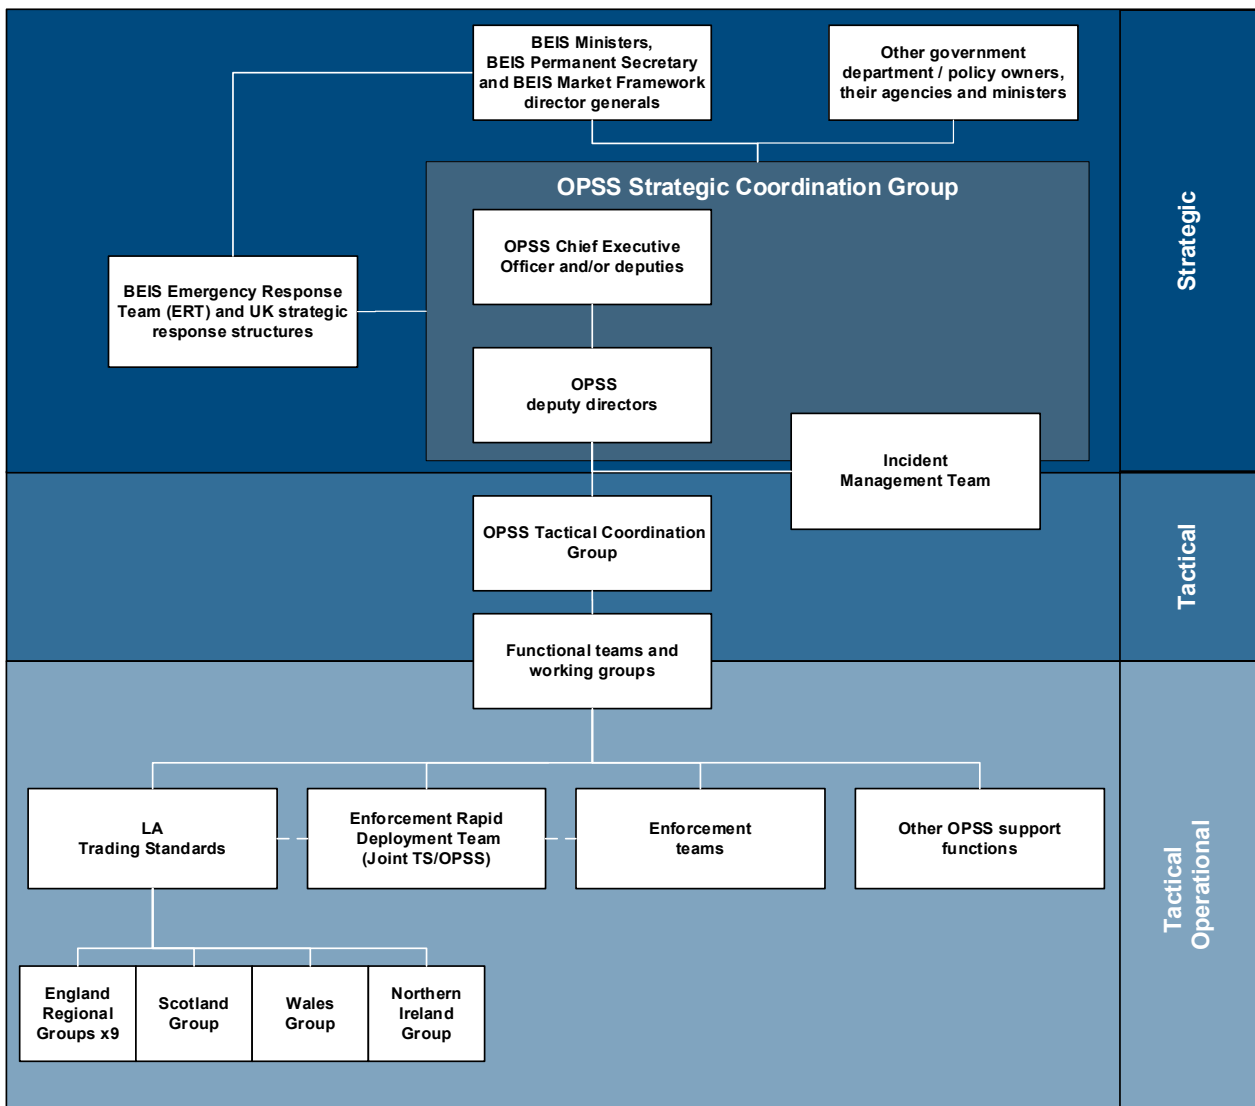 BEIS Ministers,
BEIS Permanent Secretary
and BEIS Market Framework
director generals
Other government
department / policy owners,
their agencies and ministers
OPSS Strategic Coordination Group
OPSS Chief Executive
Officer and/or deputies
BEIS Emergency Response
Team (ERT) and UK strategic
response structures
OPSS
deputy directors
Incident
Management Team
Strategic
OPSS Tactical Coordination
Group
Tactical
Functional teams and
working groups
LA
Trading Standards
Enforcement Rapid
Deployment Team
(Joint TS/OPSS)
Enforcement
teams
Other OPSS support
functions
England
Regional
Groups x9
Scotland
Group
Wales
Group
Northern
Ireland
Group
Tactical
Operational